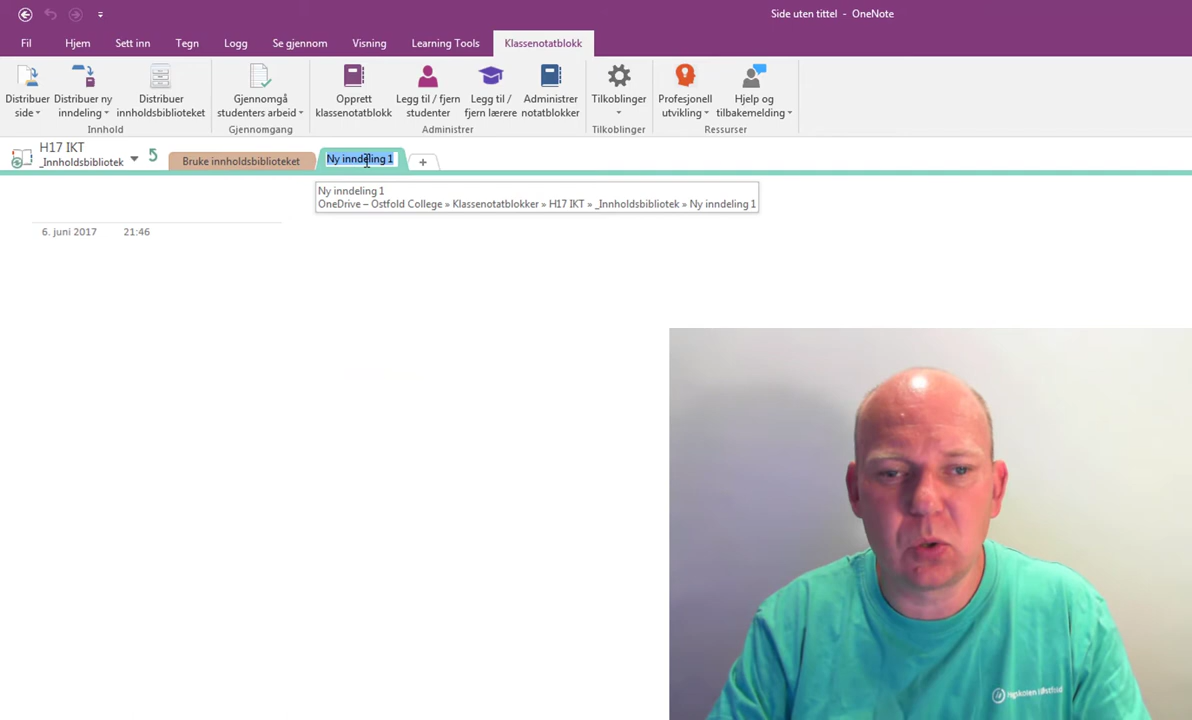 Side uten tittel - OneNote
Fil Hjem Sett inn Tegn Logg Se gjennom Visning Learning Tools Klassenotatblokk
Distribuer side
Distribuer ny inndeling
Distribuer innholdsbiblioteket
Innhold
Gjennomgå studenters arbeid
Gjennomgang
Opprett klassenotatblokk
Legg til / fjern studenter
Legg til / fjern lærere
Administrer notatblokker
Administrer
Tilkoblinger
Tilkoblinger
Profesjonell utvikling
Hjelp og tilbakemelding
Ressurser
H17 IKT
_Innholdsbibliotek
Bruke innholdsbiblioteket
Ny inndeling 1
+
Ny inndeling 1
OneDrive – Ostfold College » Klassenotatblokker » H17 IKT » _Innholdsbibliotek » Ny inndeling 1
6. juni 2017 21:46
Høgskolen i Østfold